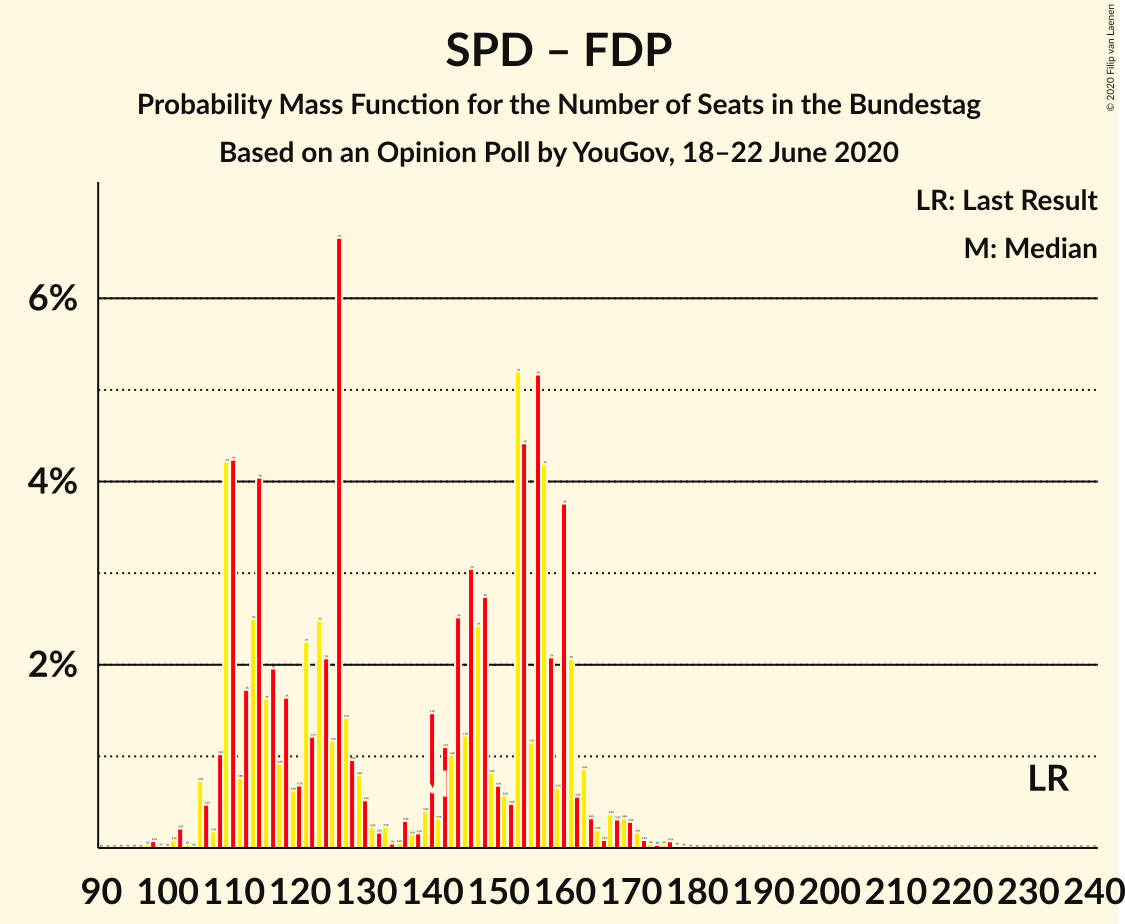 SPD – FDP
Probability Mass Function for the Number of Seats in the Bundestag
Based on an Opinion Poll by YouGov, 18–22 June 2020
© 2020 Filip van Laenen
LR: Last Result
M: Median
6%
4%
2%
LR
90 100 110 120 130 140 150 160 170 180 190 200 210 220 230 240